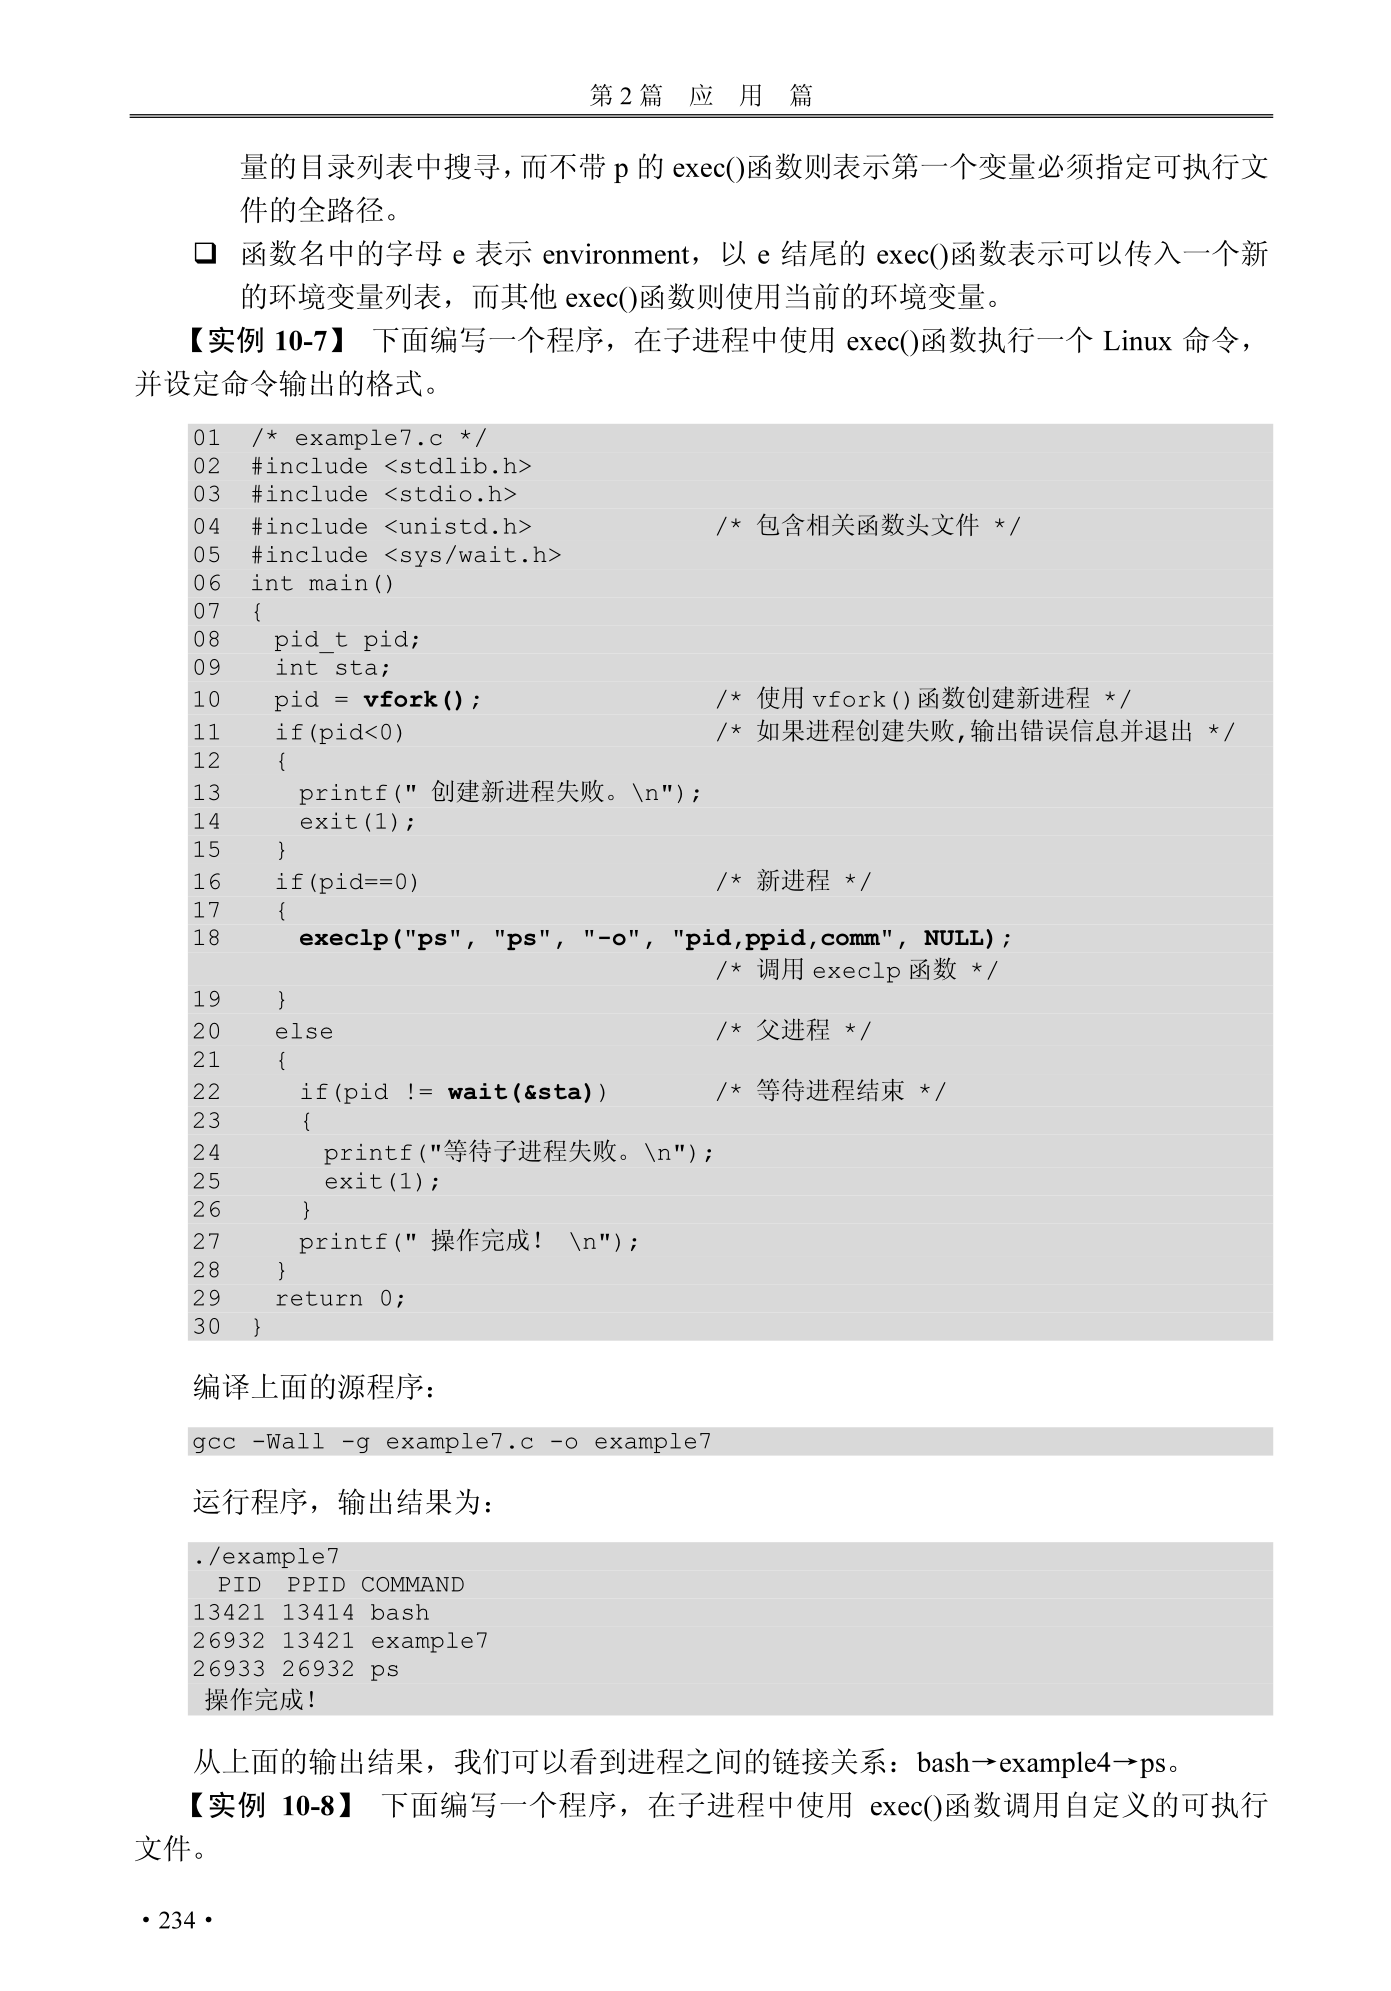 第 2 篇　应　用　篇
量的目录列表中搜寻，而不带 p 的 exec()函数则表示第一个变量必须指定可执行文
件的全路径。
❑ 函数名中的字母 e 表示 environment，以 e 结尾的 exec()函数表示可以传入一个新
的环境变量列表，而其他 exec()函数则使用当前的环境变量。
【实例 10-7】 下面编写一个程序，在子进程中使用 exec()函数执行一个 Linux 命令，
并设定命令输出的格式。
01  /* example7.c */
02  #include <stdlib.h>
03  #include <stdio.h>
04  #include <unistd.h>             /* 包含相关函数头文件 */
05  #include <sys/wait.h>
06  int main()
07  {
08    pid_t pid;
09    int sta;
10    pid = vfork();                /* 使用 vfork()函数创建新进程 */
11    if(pid<0)                     /* 如果进程创建失败,输出错误信息并退出 */
12    {
13      printf(" 创建新进程失败。\n");
14      exit(1);
15    }
16    if(pid==0)                    /* 新进程 */
17    {
18      execlp("ps", "ps", "-o", "pid,ppid,comm", NULL);
                                    /* 调用 execlp 函数 */
19    }
20    else                          /* 父进程 */
21    {
22      if(pid != wait(&sta))       /* 等待进程结束 */
23      {
24        printf("等待子进程失败。\n");
25        exit(1);
26      }
27      printf(" 操作完成！ \n");
28    }
29    return 0;
30  }
编译上面的源程序：
gcc -Wall -g example7.c -o example7
运行程序，输出结果为：
./example7
  PID  PPID COMMAND
13421 13414 bash
26932 13421 example7
26933 26932 ps
 操作完成！
从上面的输出结果，我们可以看到进程之间的链接关系：bash→example4→ps。
【实例 10-8】 下面编写一个程序，在子进程中使用 exec()函数调用自定义的可执行
文件。
• 234 •